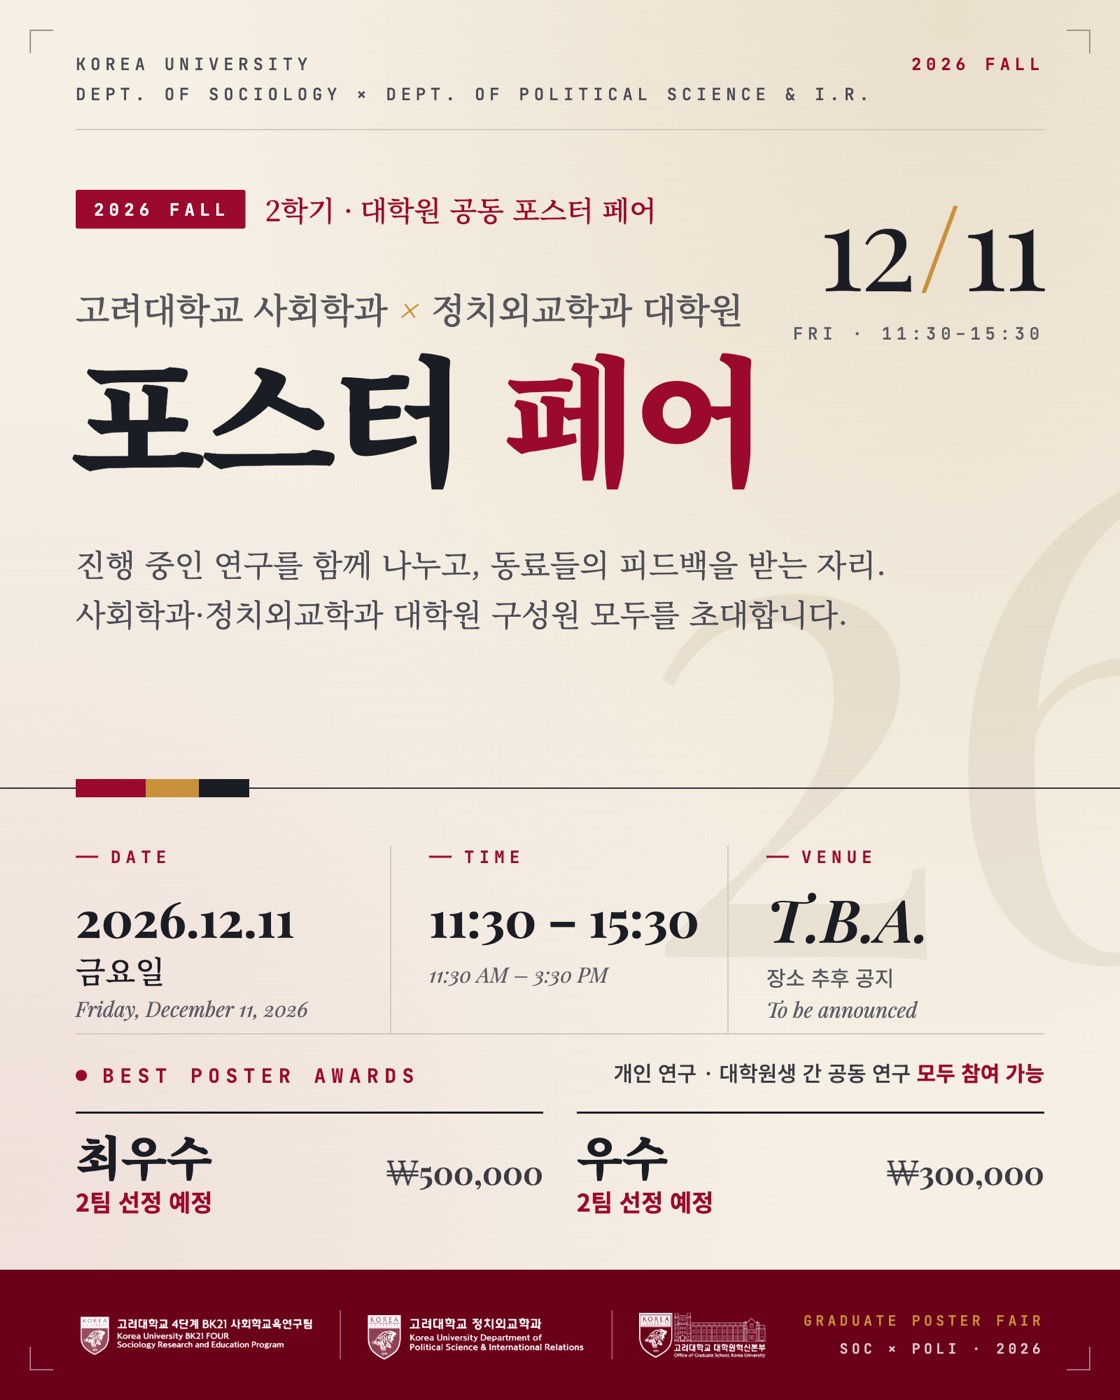 KOREA UNIVERSITY
2026 FALL
DEPT. OF SOCIOLOGY × DEPT. OF POLITICAL SCIENCE & I.R.
2026 FALL
2학기 · 대학원 공동 포스터 페어
12/11
FRI · 11:30–15:30
고려대학교 사회학과 × 정치외교학과 대학원
포스터 페어
진행 중인 연구를 함께 나누고, 동료들의 피드백을 받는 자리.
사회학과·정치외교학과 대학원 구성원 모두를 초대합니다.
26
DATE
2026.12.11
금요일
Friday, December 11, 2026
TIME
11:30 – 15:30
11:30 AM – 3:30 PM
VENUE
T.B.A.
장소 추후 공지
To be announced
BEST POSTER AWARDS
개인 연구 · 대학원생 간 공동 연구 모두 참여 가능
최우수
2팀 선정 예정
₩500,000
우수
2팀 선정 예정
₩300,000
KOREA
고려대학교 4단계 BK21 사회학교육연구팀
Korea University BK21 FOUR
Sociology Research and Education Program
KOREA
고려대학교 정치외교학과
Korea University Department of
Political Science & International Relations
KOREA
고려대학교 대학원혁신본부
Office of Graduate School, Korea University
GRADUATE POSTER FAIR
SOC × POLI · 2026